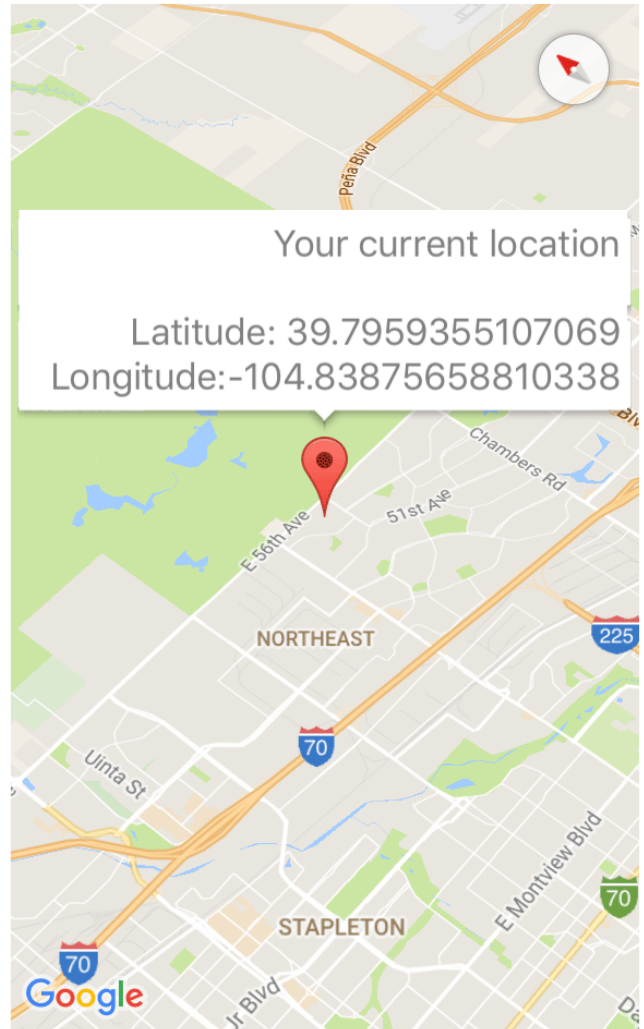 Peña Blvd
Your current location
Latitude: 39.7959355107069
Longitude:-104.83875658810338
Chambers Rd
51st Ave
E 56th Ave
225
NORTHEAST
70
Uinta St
E Montview Blvd
70
STAPLETON
70
Google
Jr Blvd